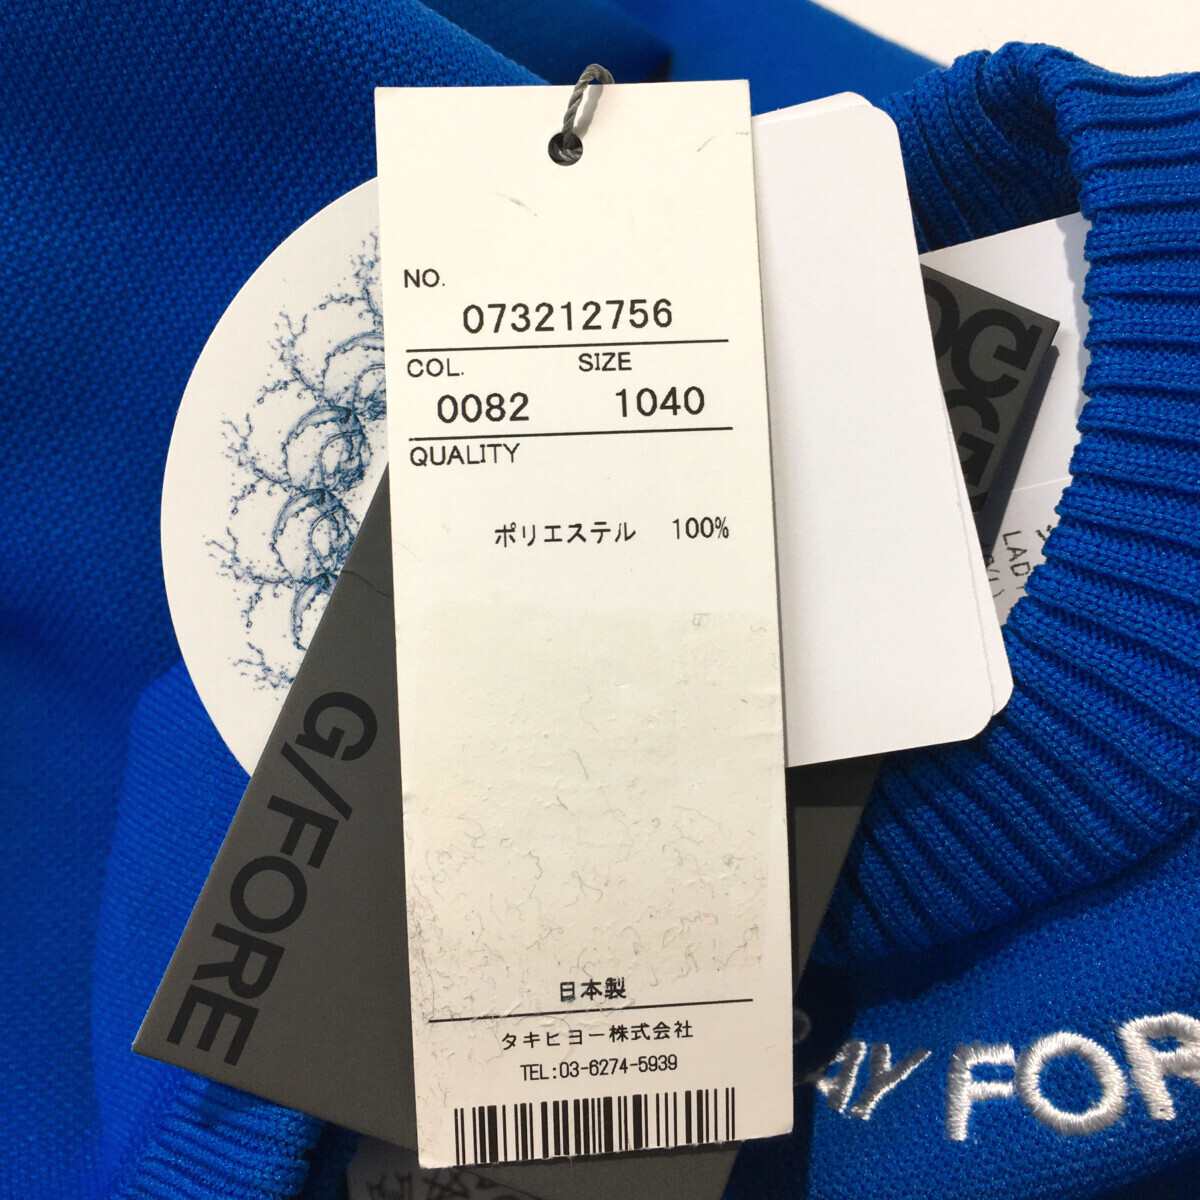 NO.
073212756
COL. SIZE
0082 1040
QUALITY
ポリエステル 100%
日本製
タキヒヨー株式会社
TEL:03-6274-5939
G/FORE
LAD
AY FOR